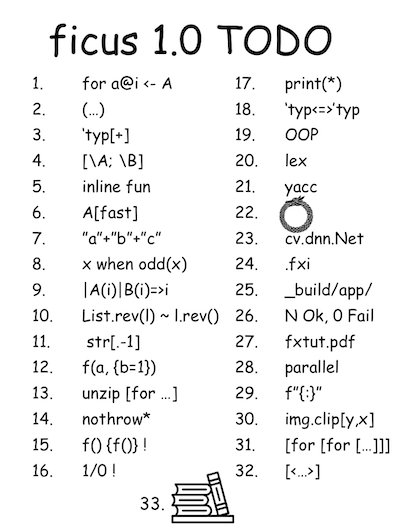 ficus 1.0 TODO
1. for a@i <- A
2. (…)
3. 'typ[+]
4. [\A; \B]
5. inline fun
6. A[fast]
7. "a"+"b"+"c"
8. x when odd(x)
9. |A(i)|B(i)=>i
10. List.rev(l) ~ l.rev()
11. str[.-1]
12. f(a, {b=1})
13. unzip [for …]
14. nothrow*
15. f() {f()} !
16. 1/0 !
17. print(*)
18. 'typ<=>'typ
19. OOP
20. lex
21. yacc
22.
23. cv.dnn.Net
24. .fxi
25. _build/app/
26. N Ok, 0 Fail
27. fxtut.pdf
28. parallel
29. f"{:}"
30. img.clip[y,x]
31. [for [for […]]]
32. [<…>]
33.